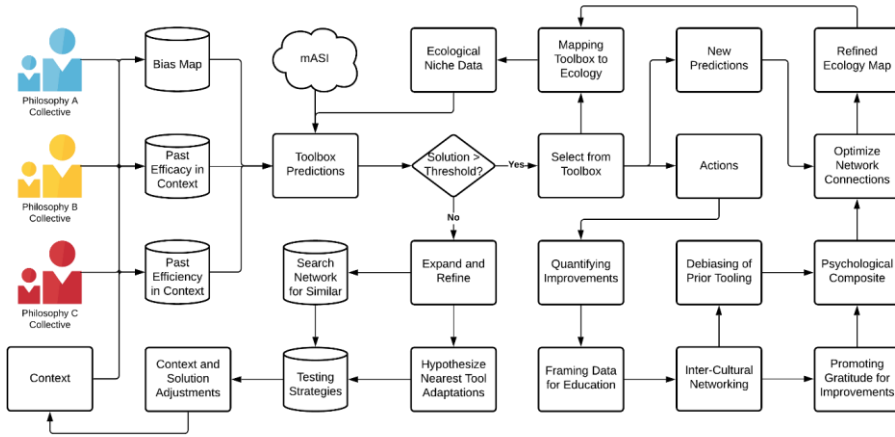 Philosophy A
Collective
Philosophy B
Collective
Philosophy C
Collective
Context
Bias Map
Past
Efficacy in
Context
Past
Efficiency
in Context
Context and
Solution
Adjustments
mASI
Toolbox
Predictions
Search
Network
for Similar
Testing
Strategies
Ecological
Niche Data
Solution >
Threshold?
Yes
No
Expand and
Refine
Hypothesize
Nearest Tool
Adaptations
Mapping
Toolbox to
Ecology
Select from
Toolbox
Quantifying
Improvements
Framing Data
for Education
New
Predictions
Actions
Debiasing of
Prior Tooling
Inter-Cultural
Networking
Refined
Ecology Map
Optimize
Network
Connections
Psychological
Composite
Promoting
Gratitude for
Improvements